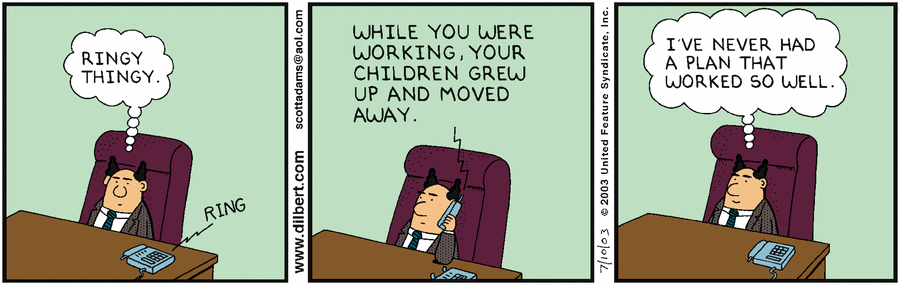 RINGY
THINGY.
RING
www.dilbert.com scottadams@aol.com
WHILE YOU WERE
WORKING, YOUR
CHILDREN GREW
UP AND MOVED
AWAY.
7/10/03 © 2003 United Feature Syndicate, Inc.
I'VE NEVER HAD
A PLAN THAT
WORKED SO WELL.